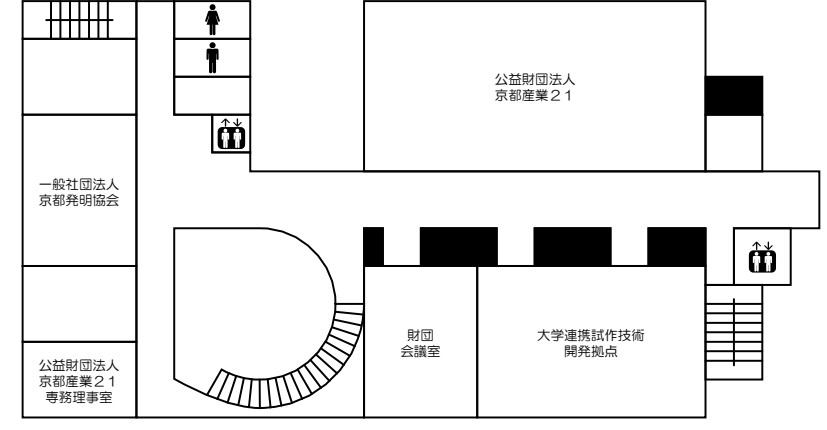 公益財団法人
京都産業２１
一般社団法人
京都発明協会
財団
会議室
大学連携試作技術
開発拠点
公益財団法人
京都産業２１
専務理事室